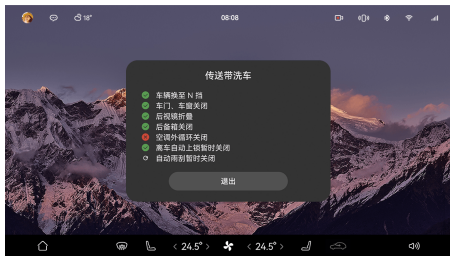 18°
08:08
传送带洗车
车辆换至 N 挡
车门、车窗关闭
后视镜折叠
后备箱关闭
空调外循环关闭
离车自动上锁暂时关闭
自动雨刮暂时关闭
退出
24.5°
24.5°